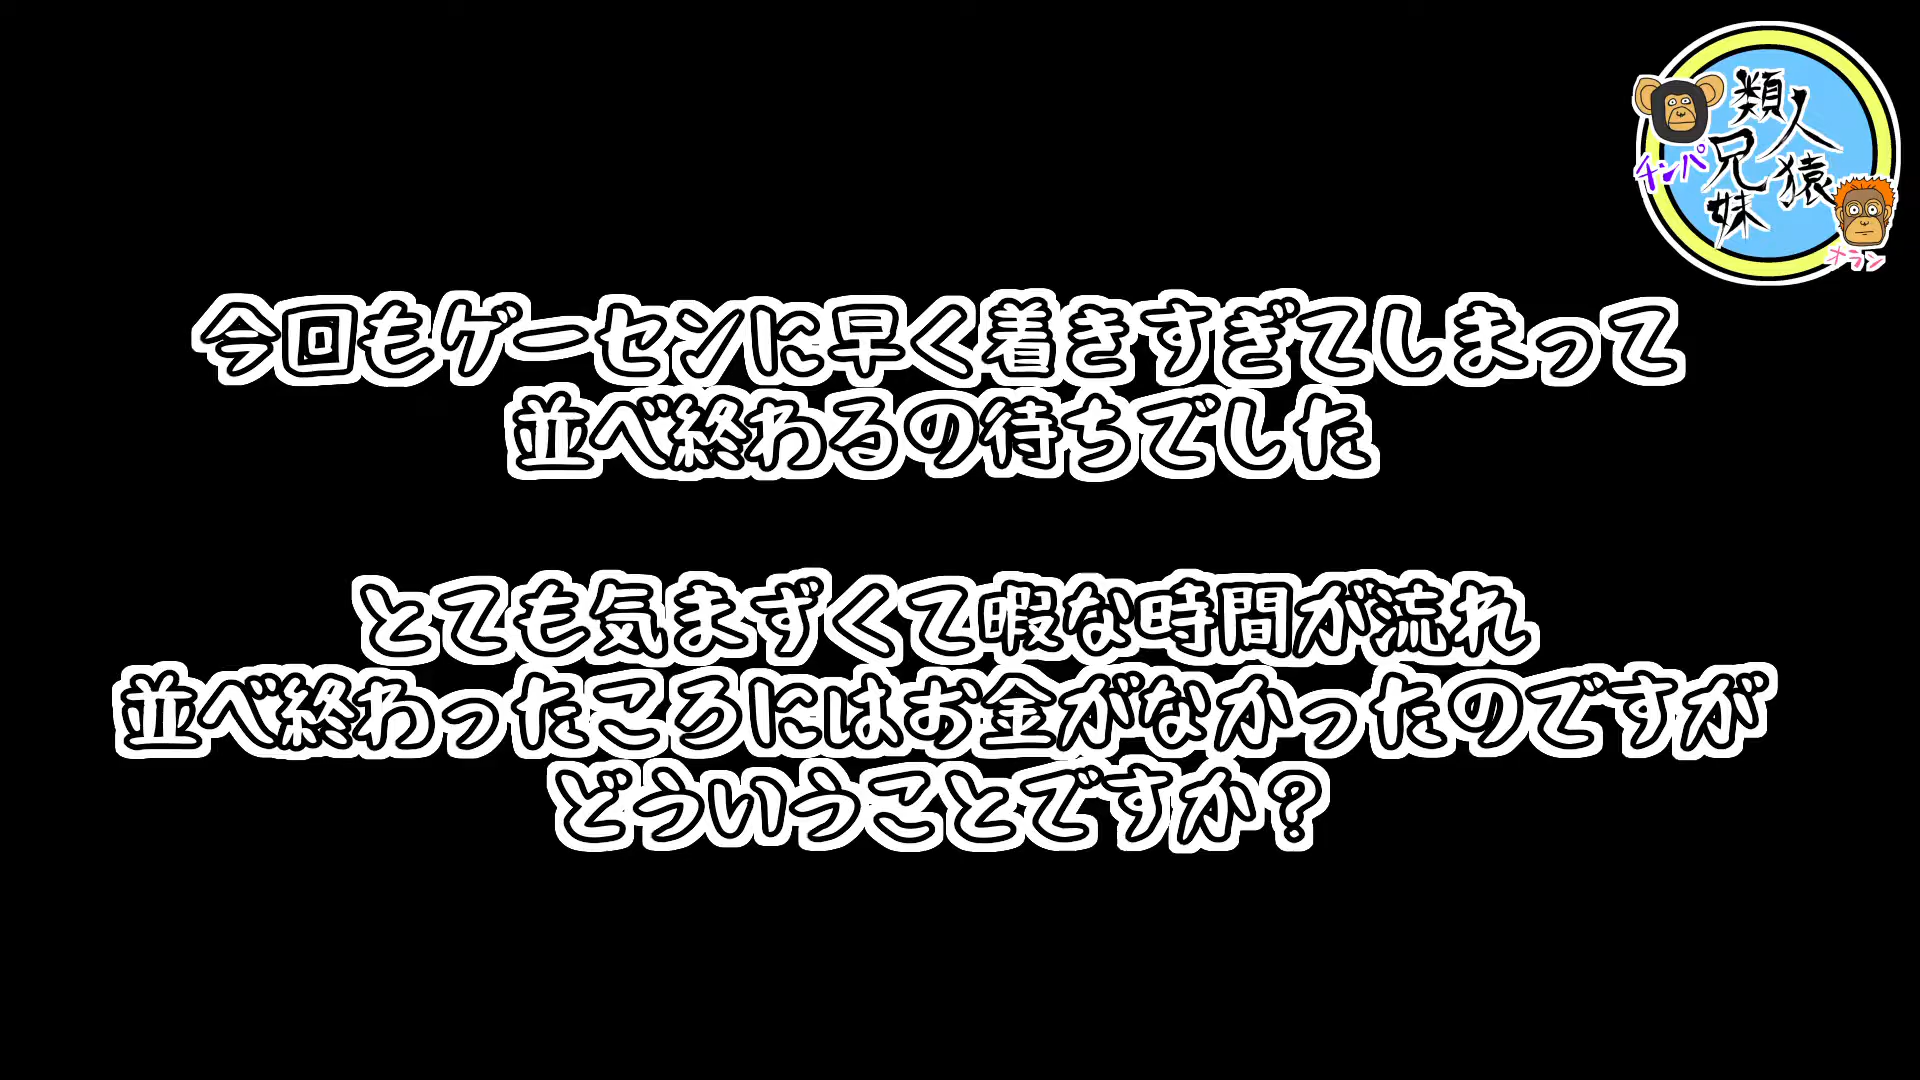 類人猿
兄妹
チンパ
オラン
今回もゲーセンに早く着きすぎてしまって
並べ終わるの待ちでした
とても気まずくて暇な時間が流れ
並べ終わったころにはお金がなかったのですが
どういうことですか？